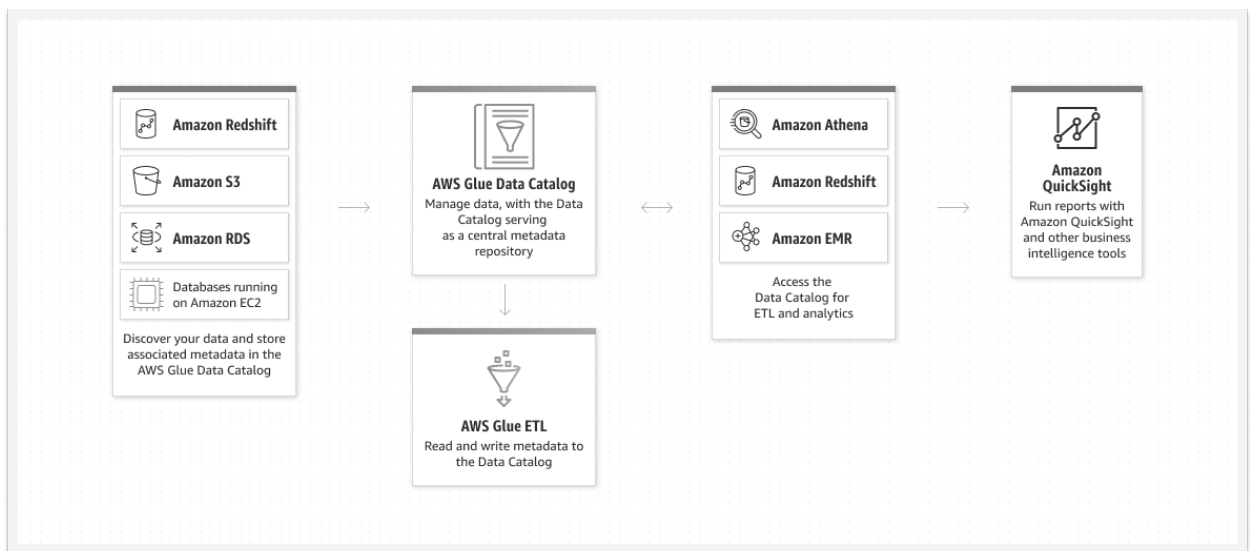 Amazon Redshift
Amazon S3
Amazon RDS
Databases running
on Amazon EC2
Discover your data and store
associated metadata in the
AWS Glue Data Catalog
AWS Glue Data Catalog
Manage data, with the Data
Catalog serving
as a central metadata
repository
AWS Glue ETL
Read and write metadata to
the Data Catalog
Amazon Athena
Amazon Redshift
Amazon EMR
Access the
Data Catalog for
ETL and analytics
Amazon
QuickSight
Run reports with
Amazon QuickSight
and other business
intelligence tools